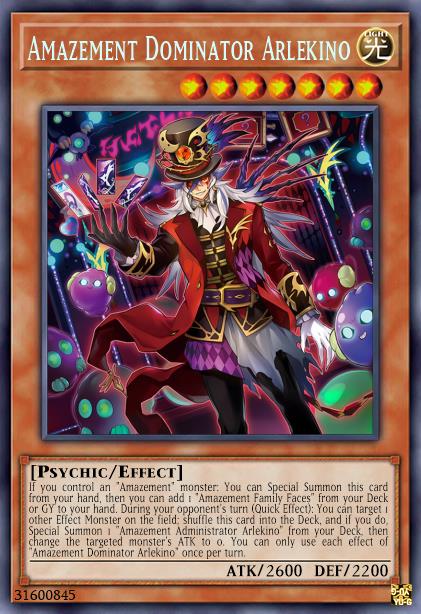 Amazement Dominator Arlekino
LIGHT
光
[Psychic/Effect]
If you control an "Amazement" monster: You can Special Summon this card
from your hand, then you can add 1 "Amazement Family Faces" from your Deck
or GY to your hand. During your opponent's turn (Quick Effect): You can target 1
other Effect Monster on the field; shuffle this card into the Deck, and if you do,
Special Summon 1 "Amazement Administrator Arlekino" from your Deck, then
change the targeted monster's ATK to 0. You can only use each effect of
"Amazement Dominator Arlekino" once per turn.
ATK/2600 DEF/2200
31600845